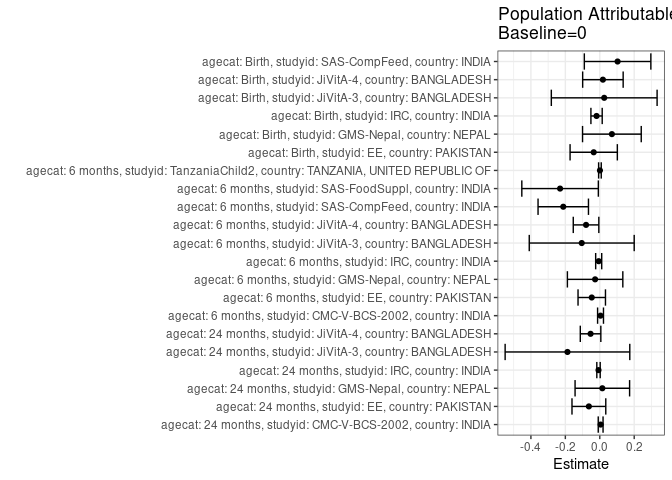 Population Attributable
Baseline=0
agecat: Birth, studyid: SAS-CompFeed, country: INDIA
agecat: Birth, studyid: JiVitA-4, country: BANGLADESH
agecat: Birth, studyid: JiVitA-3, country: BANGLADESH
agecat: Birth, studyid: IRC, country: INDIA
agecat: Birth, studyid: GMS-Nepal, country: NEPAL
agecat: Birth, studyid: EE, country: PAKISTAN
agecat: 6 months, studyid: TanzaniaChild2, country: TANZANIA, UNITED REPUBLIC OF
agecat: 6 months, studyid: SAS-FoodSuppl, country: INDIA
agecat: 6 months, studyid: SAS-CompFeed, country: INDIA
agecat: 6 months, studyid: JiVitA-4, country: BANGLADESH
agecat: 6 months, studyid: JiVitA-3, country: BANGLADESH
agecat: 6 months, studyid: IRC, country: INDIA
agecat: 6 months, studyid: GMS-Nepal, country: NEPAL
agecat: 6 months, studyid: EE, country: PAKISTAN
agecat: 6 months, studyid: CMC-V-BCS-2002, country: INDIA
agecat: 24 months, studyid: JiVitA-4, country: BANGLADESH
agecat: 24 months, studyid: JiVitA-3, country: BANGLADESH
agecat: 24 months, studyid: IRC, country: INDIA
agecat: 24 months, studyid: GMS-Nepal, country: NEPAL
agecat: 24 months, studyid: EE, country: PAKISTAN
agecat: 24 months, studyid: CMC-V-BCS-2002, country: INDIA
-0.4 -0.2 0.0 0.2
Estimate